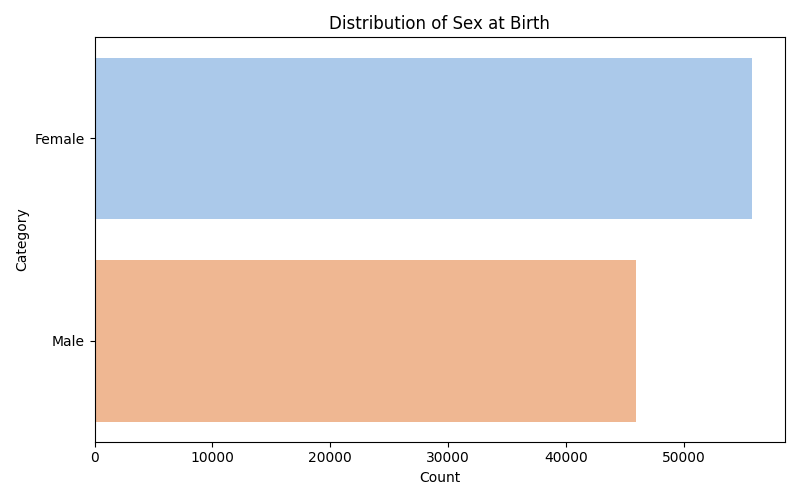 Distribution of Sex at Birth
Category
Female
Male
0 10000 20000 30000 40000 50000
Count